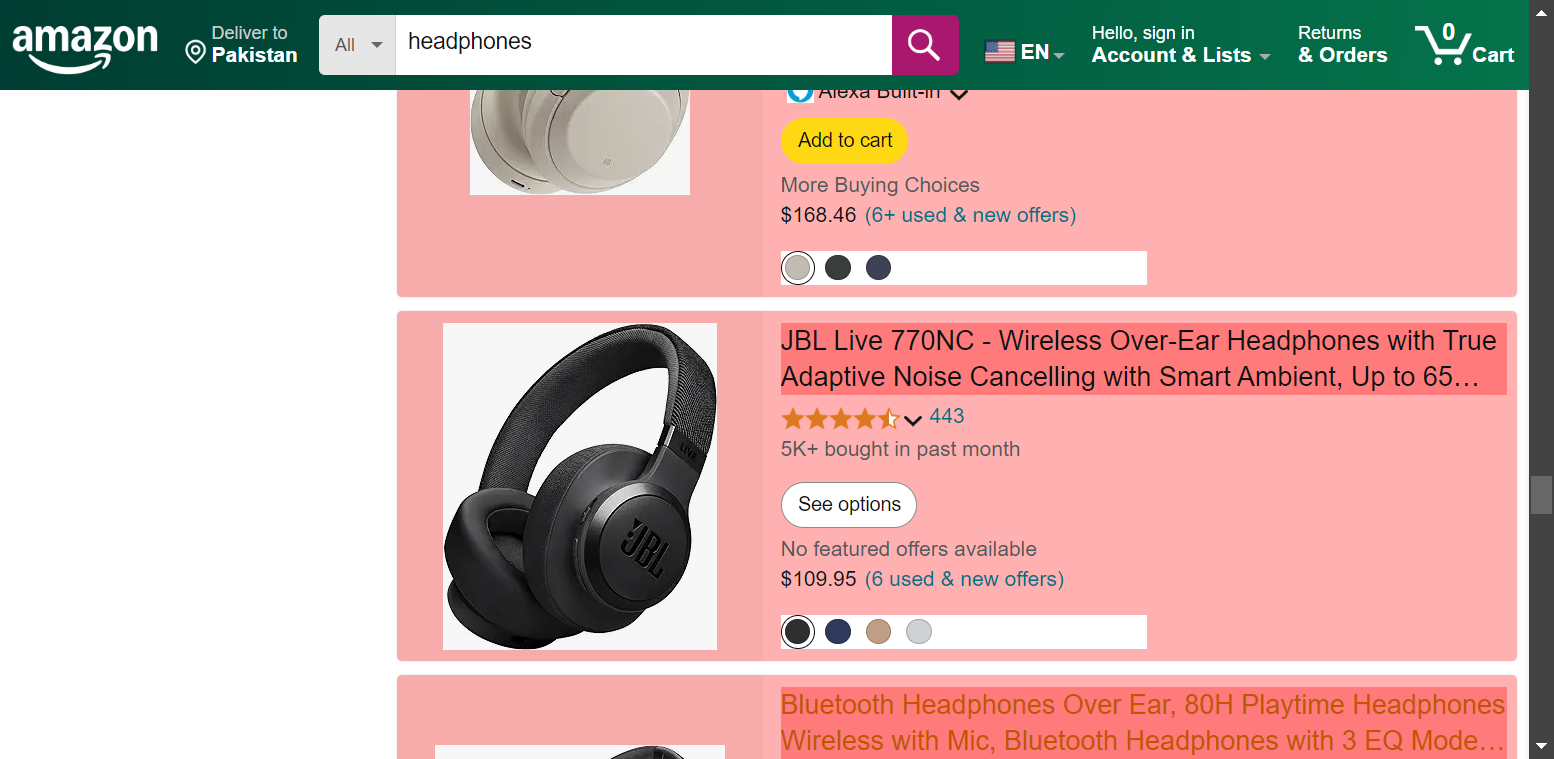 amazon
Deliver to
Pakistan
All
headphones
EN
Hello, sign in
Account & Lists
Returns
& Orders
0
Cart
Alexa Built-in
Add to cart
More Buying Choices
$168.46 (6+ used & new offers)
JBL Live 770NC - Wireless Over-Ear Headphones with True
Adaptive Noise Cancelling with Smart Ambient, Up to 65…
443
5K+ bought in past month
See options
No featured offers available
$109.95 (6 used & new offers)
LIVE
JBL
Bluetooth Headphones Over Ear, 80H Playtime Headphones
Wireless with Mic, Bluetooth Headphones with 3 EQ Mode…